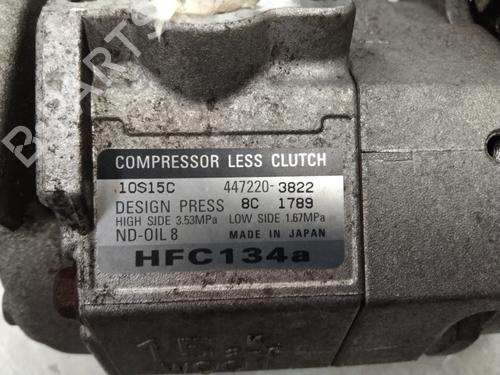 COMPRESSOR LESS CLUTCH
10S15C 447220-3822
DESIGN PRESS 8C 1789
HIGH SIDE 3.53MPa LOW SIDE 1.67MPa
ND-OIL 8 MADE IN JAPAN
HFC134a